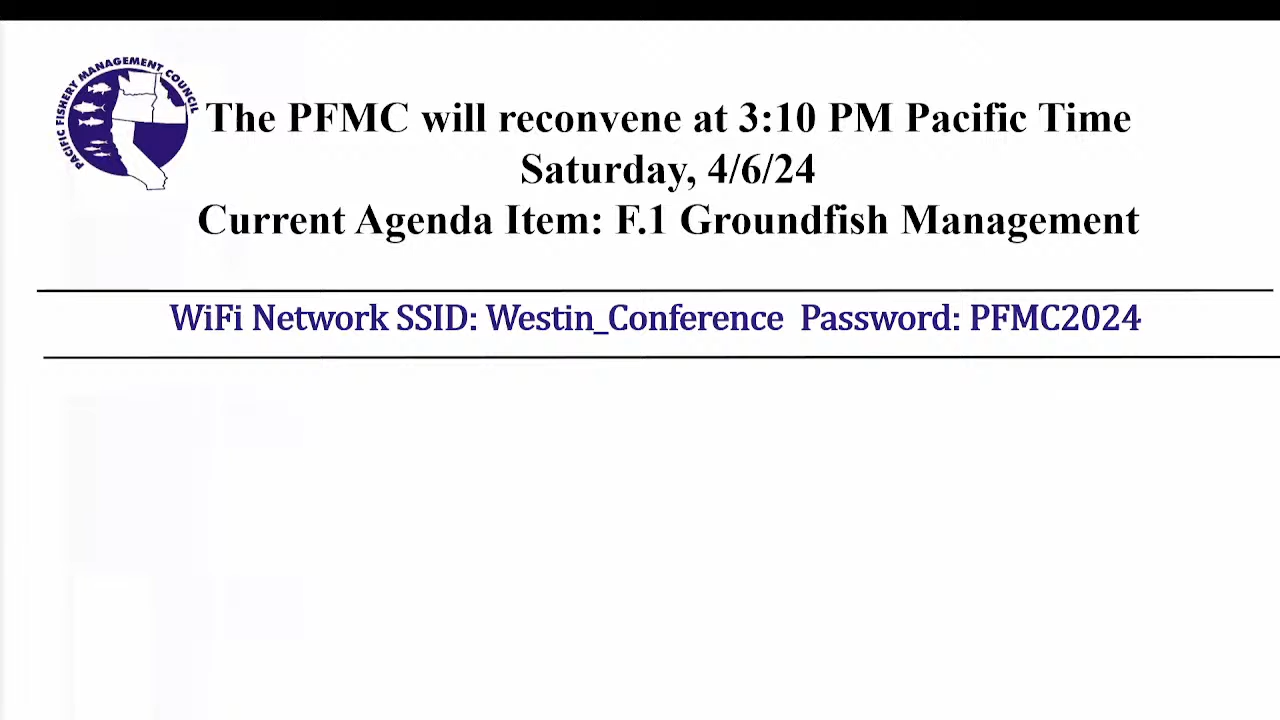 PACIFIC FISHERY MANAGEMENT COUNCIL
The PFMC will reconvene at 3:10 PM Pacific Time
Saturday, 4/6/24
Current Agenda Item: F.1 Groundfish Management
WiFi Network SSID: Westin_Conference  Password: PFMC2024